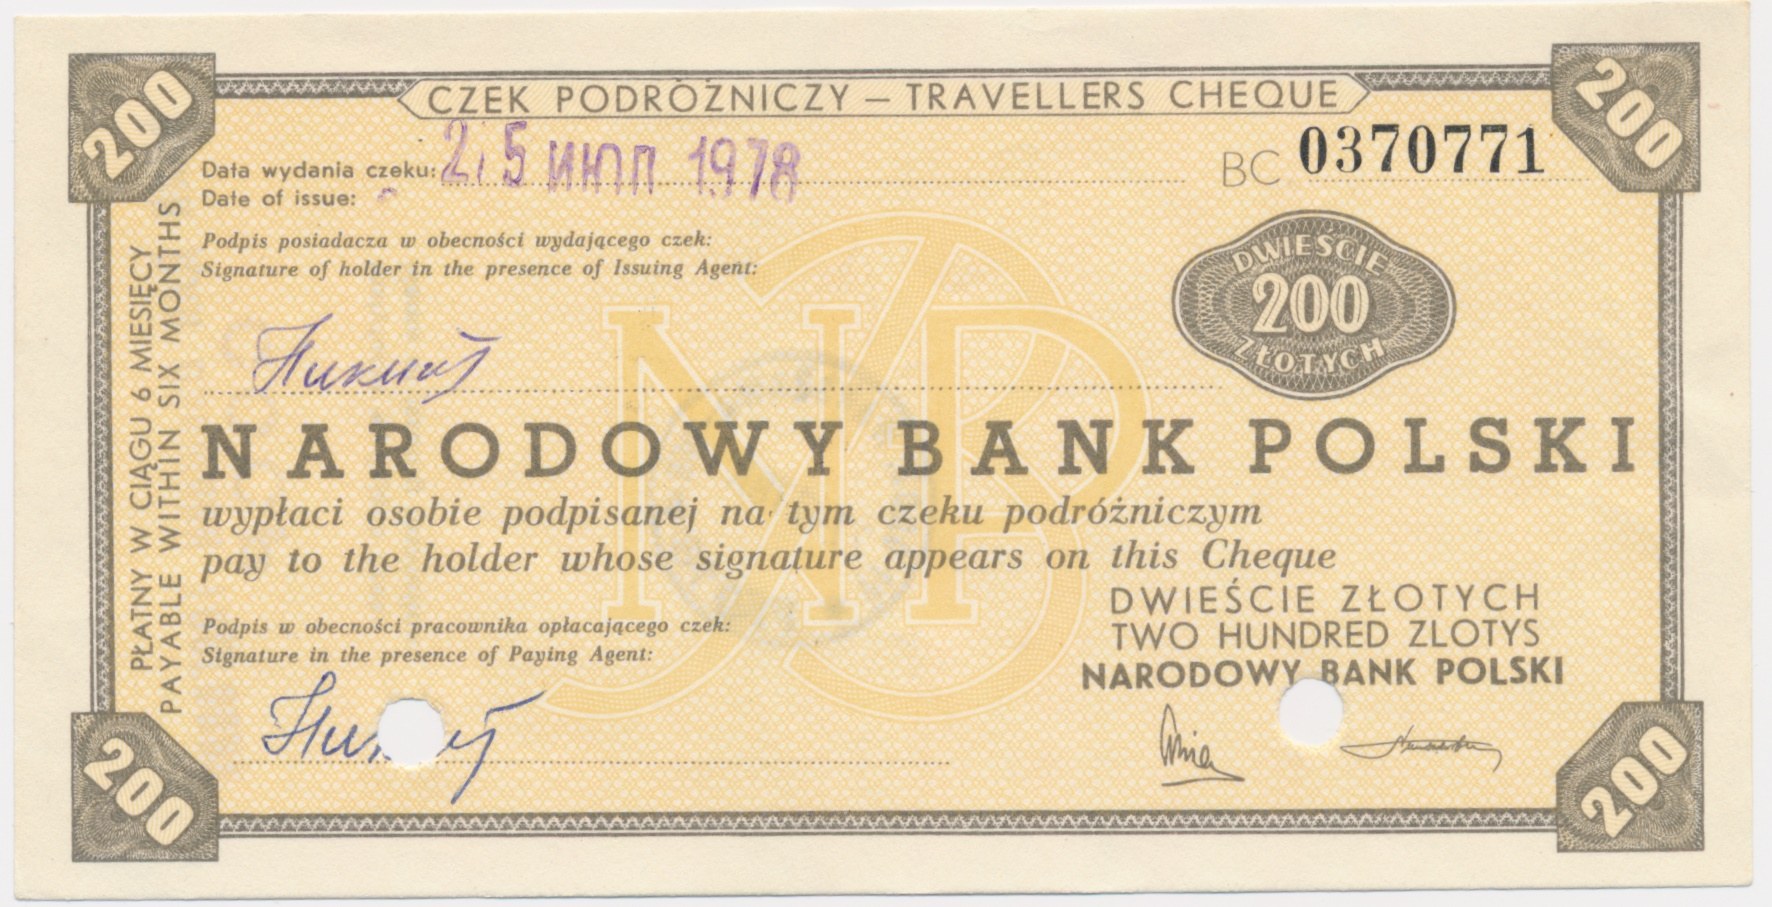 200
200
CZEK PODRÓŻNICZY – TRAVELLERS CHEQUE
Data wydania czeku: 25 ИЮЛ 1978
Date of issue:
BC 0370771
Podpis posiadacza w obecności wydającego czek:
Signature of holder in the presence of Issuing Agent:
DWIEŚCIE
200
ZŁOTYCH
PŁATNY W CIĄGU 6 MIESIĘCY
PAYABLE WITHIN SIX MONTHS
NARODOWY BANK POLSKI
wypłaci osobie podpisanej na tym czeku podróżniczym
pay to the holder whose signature appears on this Cheque
DWIEŚCIE ZŁOTYCH
TWO HUNDRED ZLOTYS
NARODOWY BANK POLSKI
Podpis w obecności pracownika opłacającego czek:
Signature in the presence of Paying Agent:
200
200